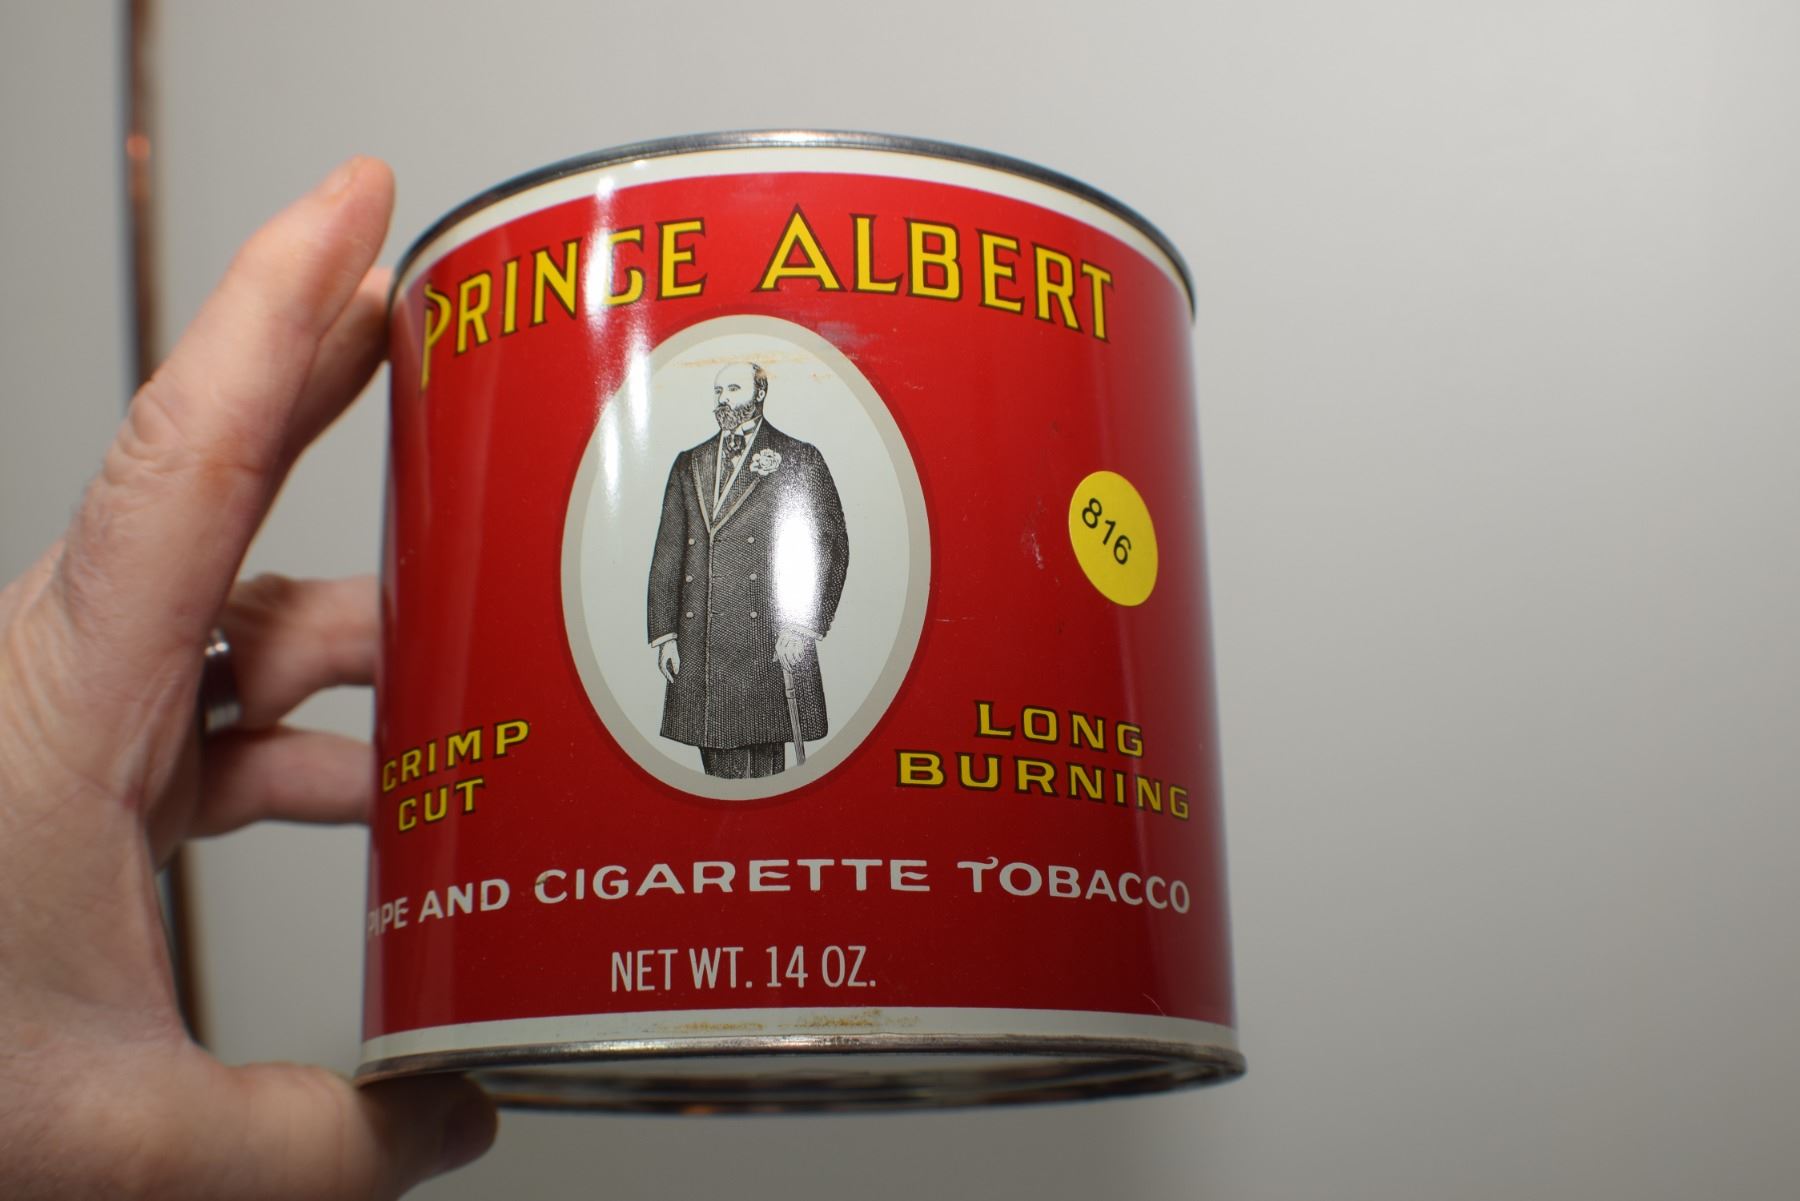 PRINCE ALBERT
816
CRIMP
CUT
LONG
BURNING
PIPE AND CIGARETTE TOBACCO
NET WT. 14 OZ.